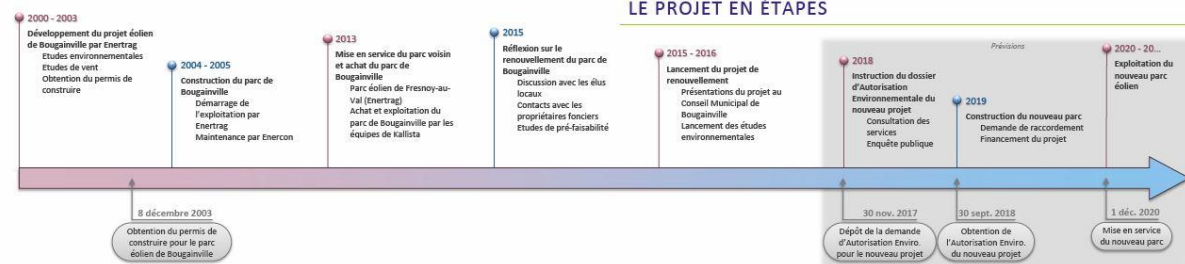 LE PROJET EN ÉTAPES
2000 - 2003
Développement du projet éolien
de Bougainville par Enertrag
Etudes environnementales
Etudes de vent
Obtention du permis de
construire
2004 - 2005
Construction du parc de
Bougainville
Démarrage de
l'exploitation par
Enertrag
Maintenance par Enercon
2013
Mise en service du parc voisin
et achat du parc de
Bougainville
Parc éolien de Fresnoy-au-
Val (Enertrag)
Achat et exploitation du
parc de Bougainville par les
équipes de Kallista
2015
Réflexion sur le
renouvellement du parc de
Bougainville
Discussion avec les élus
locaux
Contacts avec les
propriétaires fonciers
Etudes de pré-faisabilité
2015 - 2016
Lancement du projet de
renouvellement
Présentations du projet au
Conseil Municipal de
Bougainville
Lancement des études
environnementales
Prévisions
2018
Instruction du dossier
d'Autorisation
Environnementale du
nouveau projet
Consultation des
services
Enquête publique
2019
Construction du nouveau parc
Demande de raccordement
Financement du projet
2020 - 20...
Exploitation du
nouveau parc
éolien
8 décembre 2003
Obtention du permis de
construire pour le parc
éolien de Bougainville
30 nov. 2017
Dépôt de la demande
d'Autorisation Enviro.
pour le nouveau projet
30 sept. 2018
Obtention de
l'Autorisation Enviro.
du nouveau projet
1 déc. 2020
Mise en service
du nouveau parc